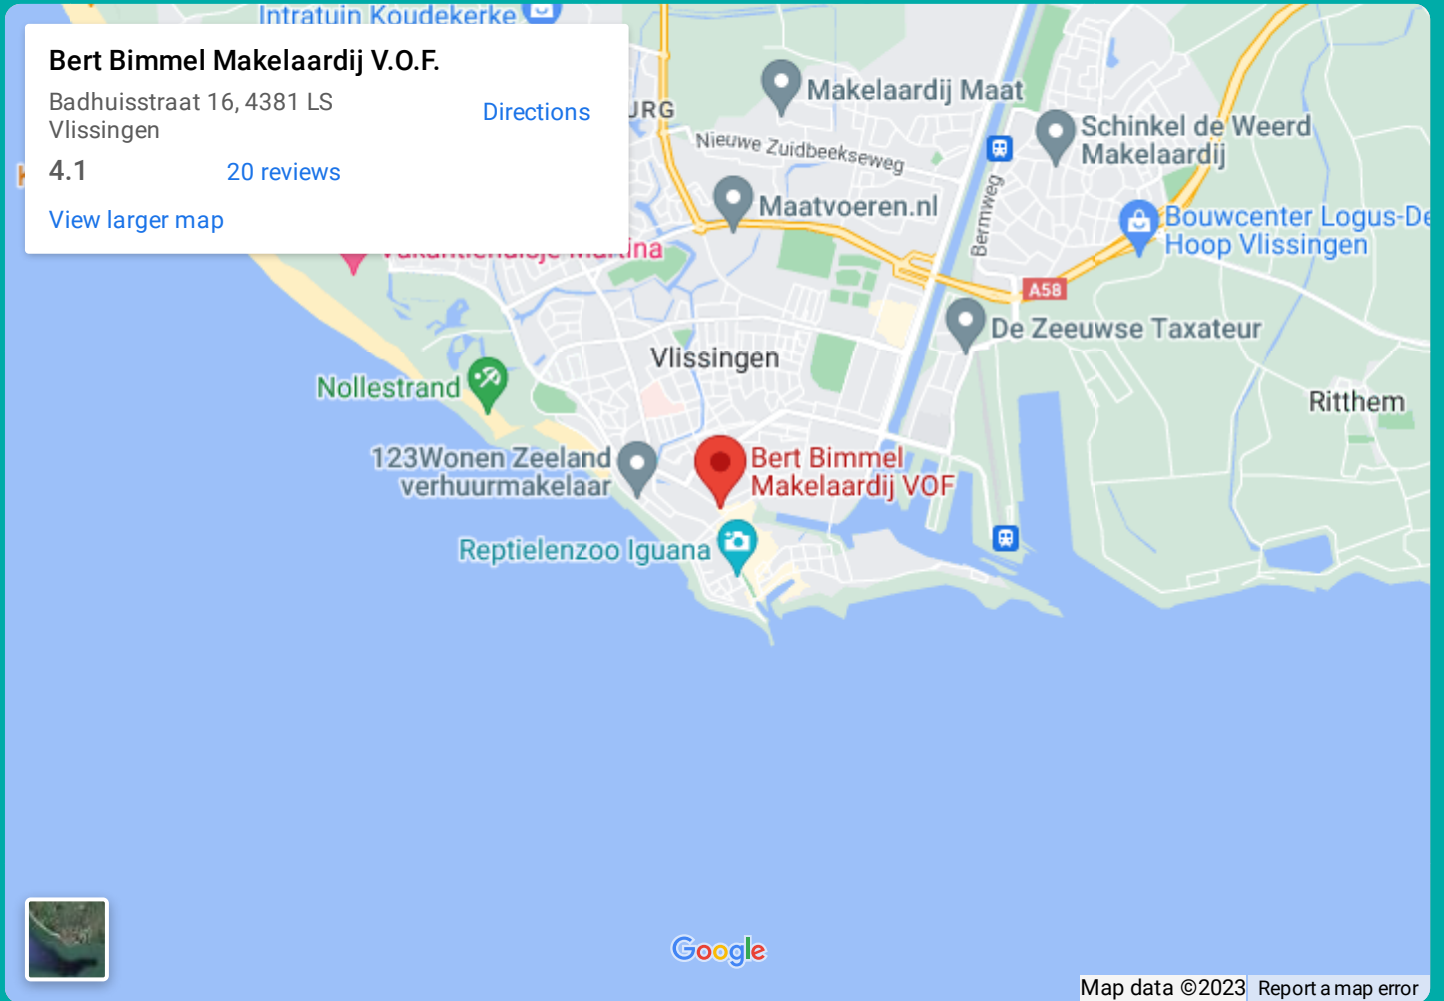 Intratuin Koudekerke
Bert Bimmel Makelaardij V.O.F.
Badhuisstraat 16, 4381 LS
Vlissingen
Directions
4.1
20 reviews
View larger map
Makelaardij Maat
Schinkel de Weerd
Makelaardij
Nieuwe Zuidbeekseweg
Maatvoeren.nl
Bermweg
Bouwcenter Logus-De
Hoop Vlissingen
A58
De Zeeuwse Taxateur
Vlissingen
Nollestrand
Ritthem
123Wonen Zeeland
verhuurmakelaar
Bert Bimmel
Makelaardij VOF
Reptielenzoo Iguana
Google
Map data ©2023
Report a map error